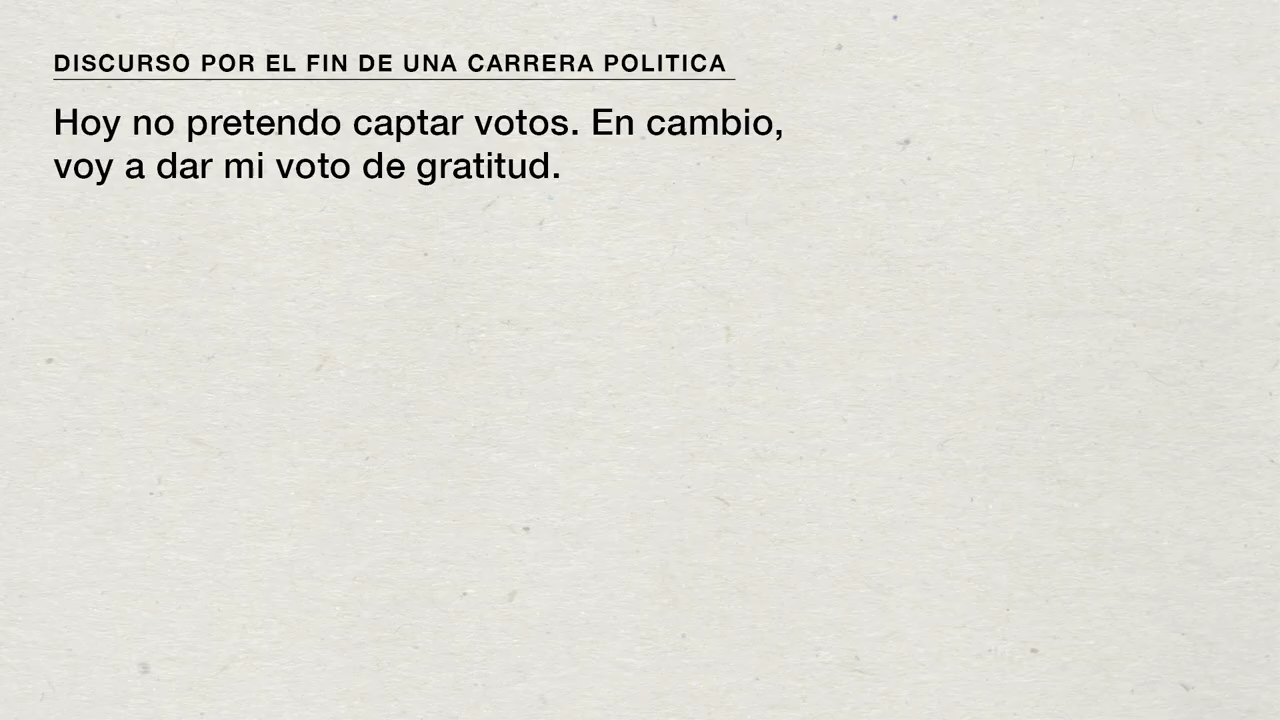 DISCURSO POR EL FIN DE UNA CARRERA POLITICA
Hoy no pretendo captar votos. En cambio,
voy a dar mi voto de gratitud.